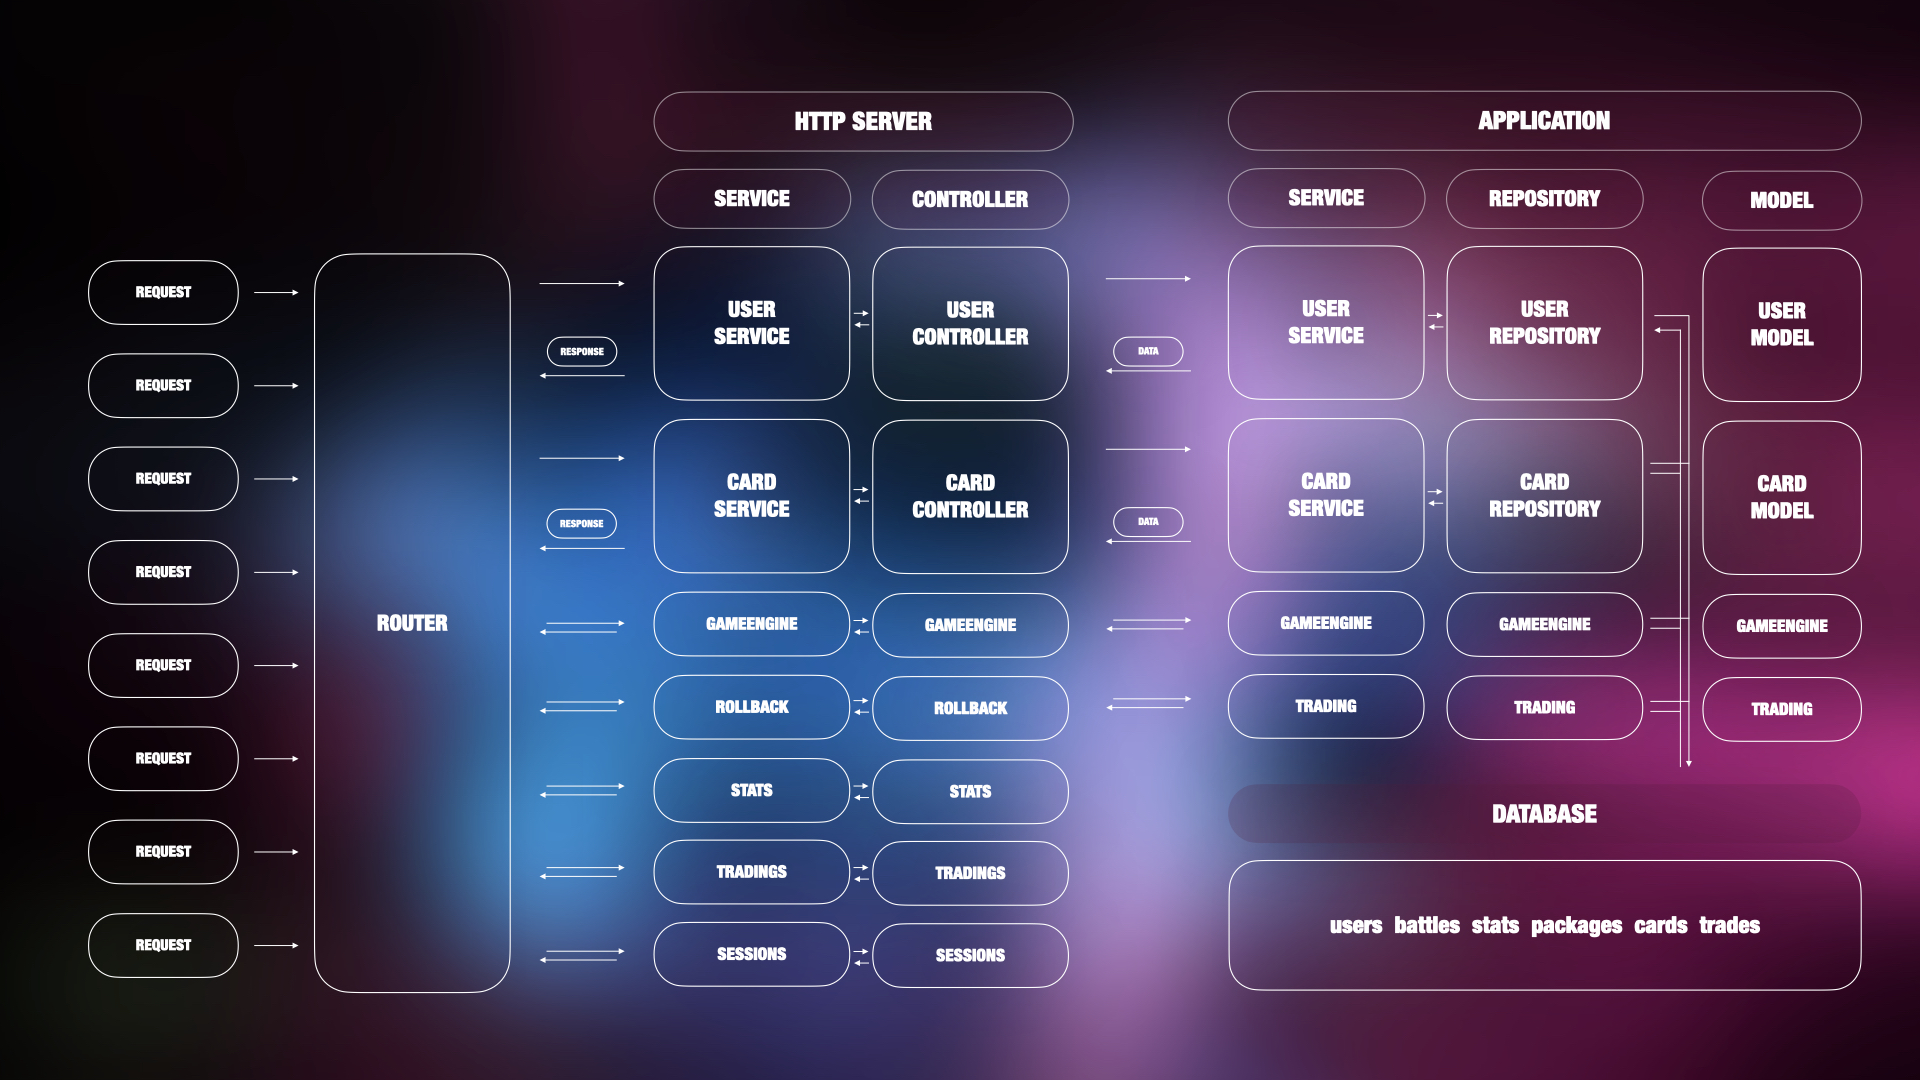 HTTP SERVER
APPLICATION
SERVICE
CONTROLLER
SERVICE
REPOSITORY
MODEL
REQUEST
REQUEST
REQUEST
REQUEST
REQUEST
REQUEST
REQUEST
REQUEST
ROUTER
RESPONSE
RESPONSE
USER
SERVICE
USER
CONTROLLER
CARD
SERVICE
CARD
CONTROLLER
GAMEENGINE
GAMEENGINE
ROLLBACK
ROLLBACK
STATS
STATS
TRADINGS
TRADINGS
SESSIONS
SESSIONS
DATA
DATA
USER
SERVICE
USER
REPOSITORY
USER
MODEL
CARD
SERVICE
CARD
REPOSITORY
CARD
MODEL
GAMEENGINE
GAMEENGINE
GAMEENGINE
TRADING
TRADING
TRADING
DATABASE
users battles stats packages cards trades